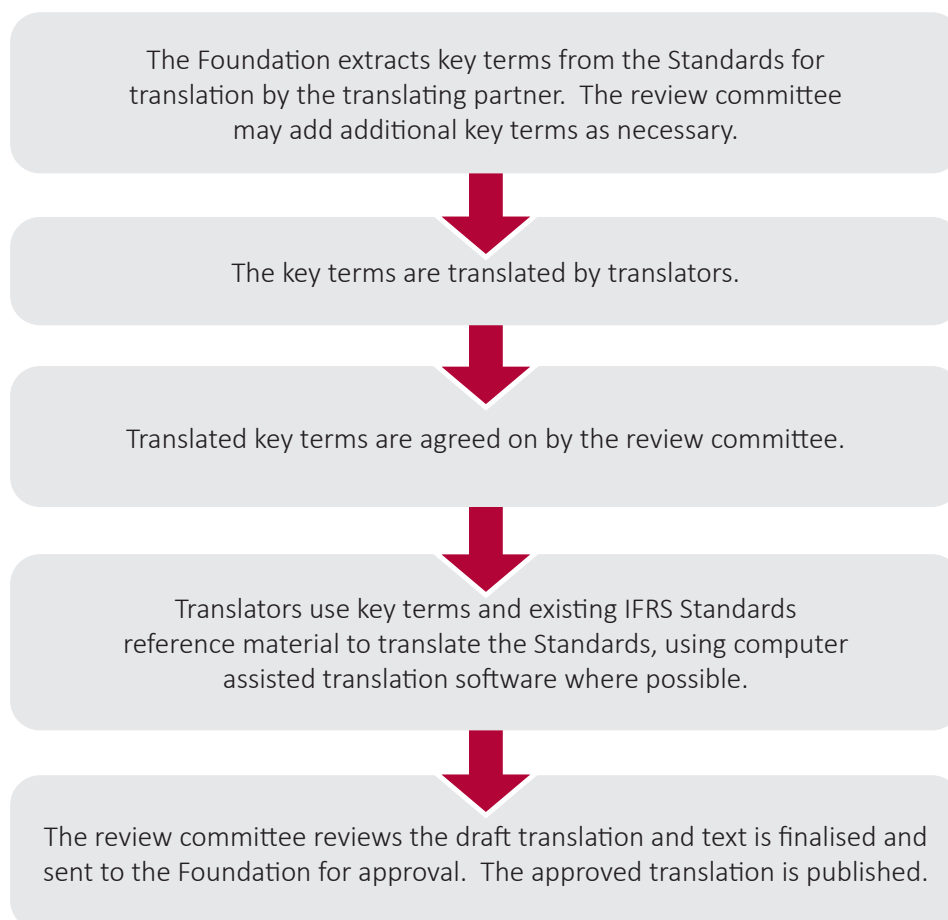 The Foundation extracts key terms from the Standards for
translation by the translating partner.  The review committee
may add additional key terms as necessary.
The key terms are translated by translators.
Translated key terms are agreed on by the review committee.
Translators use key terms and existing IFRS Standards
reference material to translate the Standards, using computer
assisted translation software where possible.
The review committee reviews the draft translation and text is finalised and
sent to the Foundation for approval.  The approved translation is published.